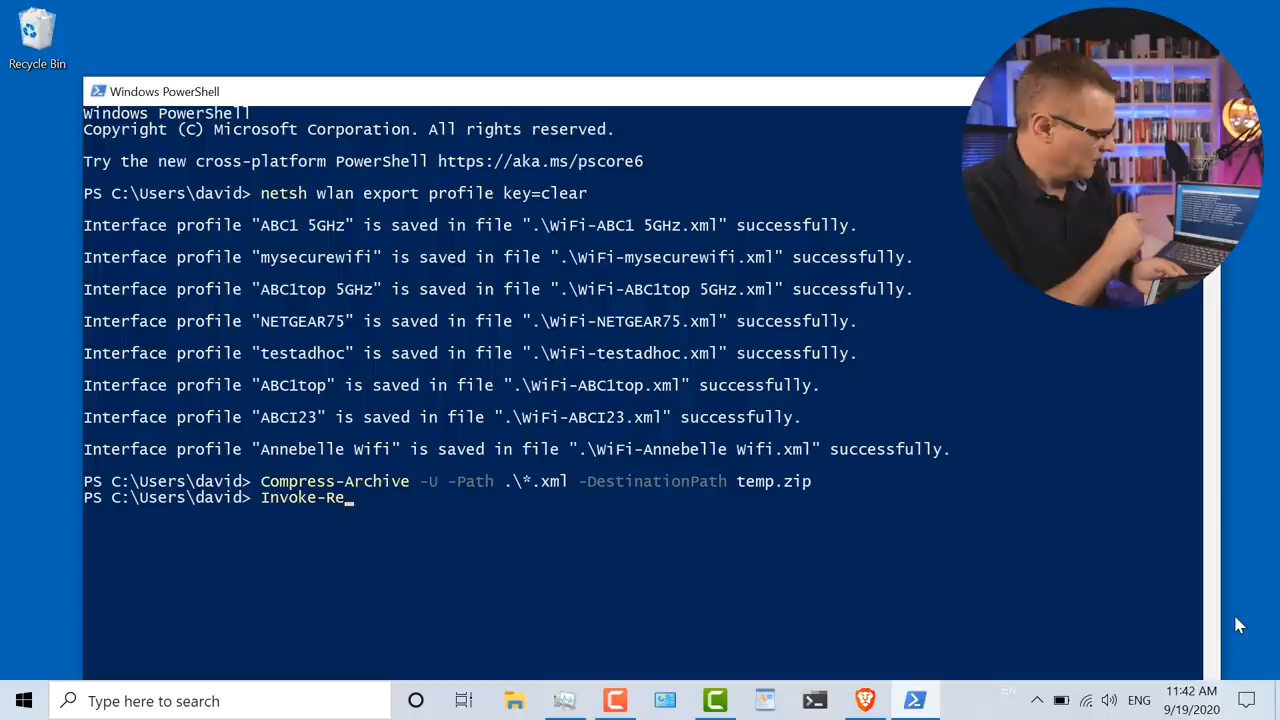 Recycle Bin
Windows PowerShell
Windows PowerShell
Copyright (C) Microsoft Corporation. All rights reserved.
Try the new cross-platform PowerShell https://aka.ms/pscore6
PS C:\Users\david> netsh wlan export profile key=clear
Interface profile "ABC1 5GHz" is saved in file ".\WiFi-ABC1 5GHz.xml" successfully.
Interface profile "mysecurewifi" is saved in file ".\WiFi-mysecurewifi.xml" successfully.
Interface profile "ABC1top 5GHz" is saved in file ".\WiFi-ABC1top 5GHz.xml" successfully.
Interface profile "NETGEAR75" is saved in file ".\WiFi-NETGEAR75.xml" successfully.
Interface profile "testadhoc" is saved in file ".\WiFi-testadhoc.xml" successfully.
Interface profile "ABC1top" is saved in file ".\WiFi-ABC1top.xml" successfully.
Interface profile "ABCI23" is saved in file ".\WiFi-ABCI23.xml" successfully.
Interface profile "Annebelle Wifi" is saved in file ".\WiFi-Annebelle Wifi.xml" successfully.
PS C:\Users\david> Compress-Archive -U -Path .\*.xml -DestinationPath temp.zip
PS C:\Users\david> Invoke-Re_
Type here to search
EN
ENG
11:42 AM
9/19/2020